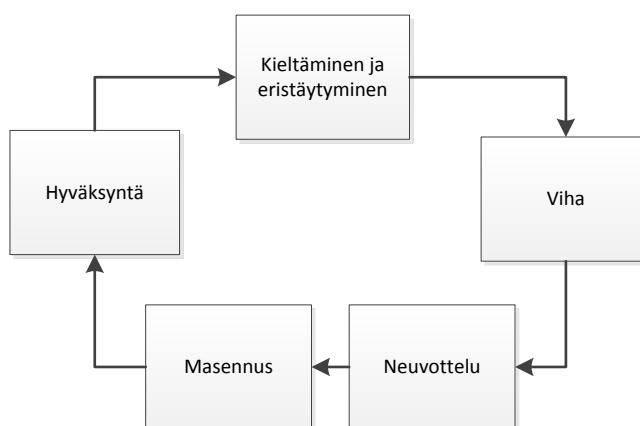 Kieltäminen ja
eristäytyminen
Viha
Neuvottelu
Masennus
Hyväksyntä